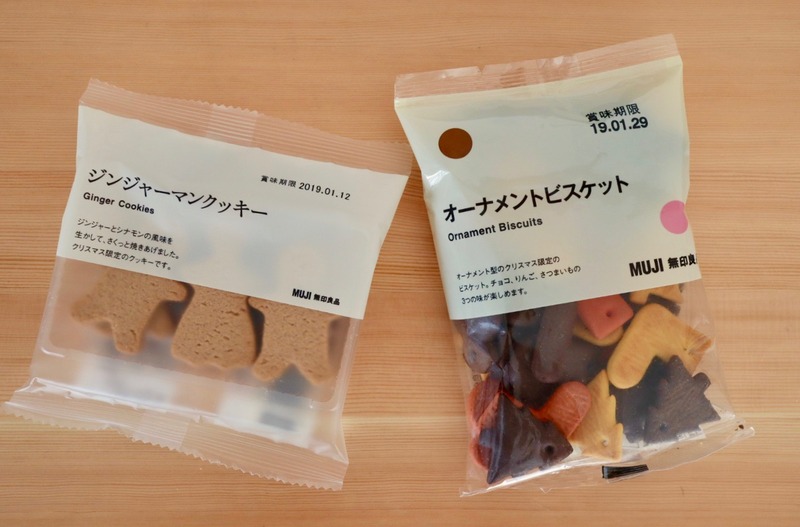 ジンジャーマンクッキー
Ginger Cookies
賞味期限 2019.01.12
ジンジャーとシナモンの風味を
生かして、さくっと焼きあげました。
クリスマス限定のクッキーです。
MUJI 無印良品
賞味期限
19.01.29
オーナメントビスケット
Ornament Biscuits
オーナメント型のクリスマス限定の
ビスケット。チョコ、りんご、さつまいもの
3つの味が楽しめます。
MUJI 無印良品